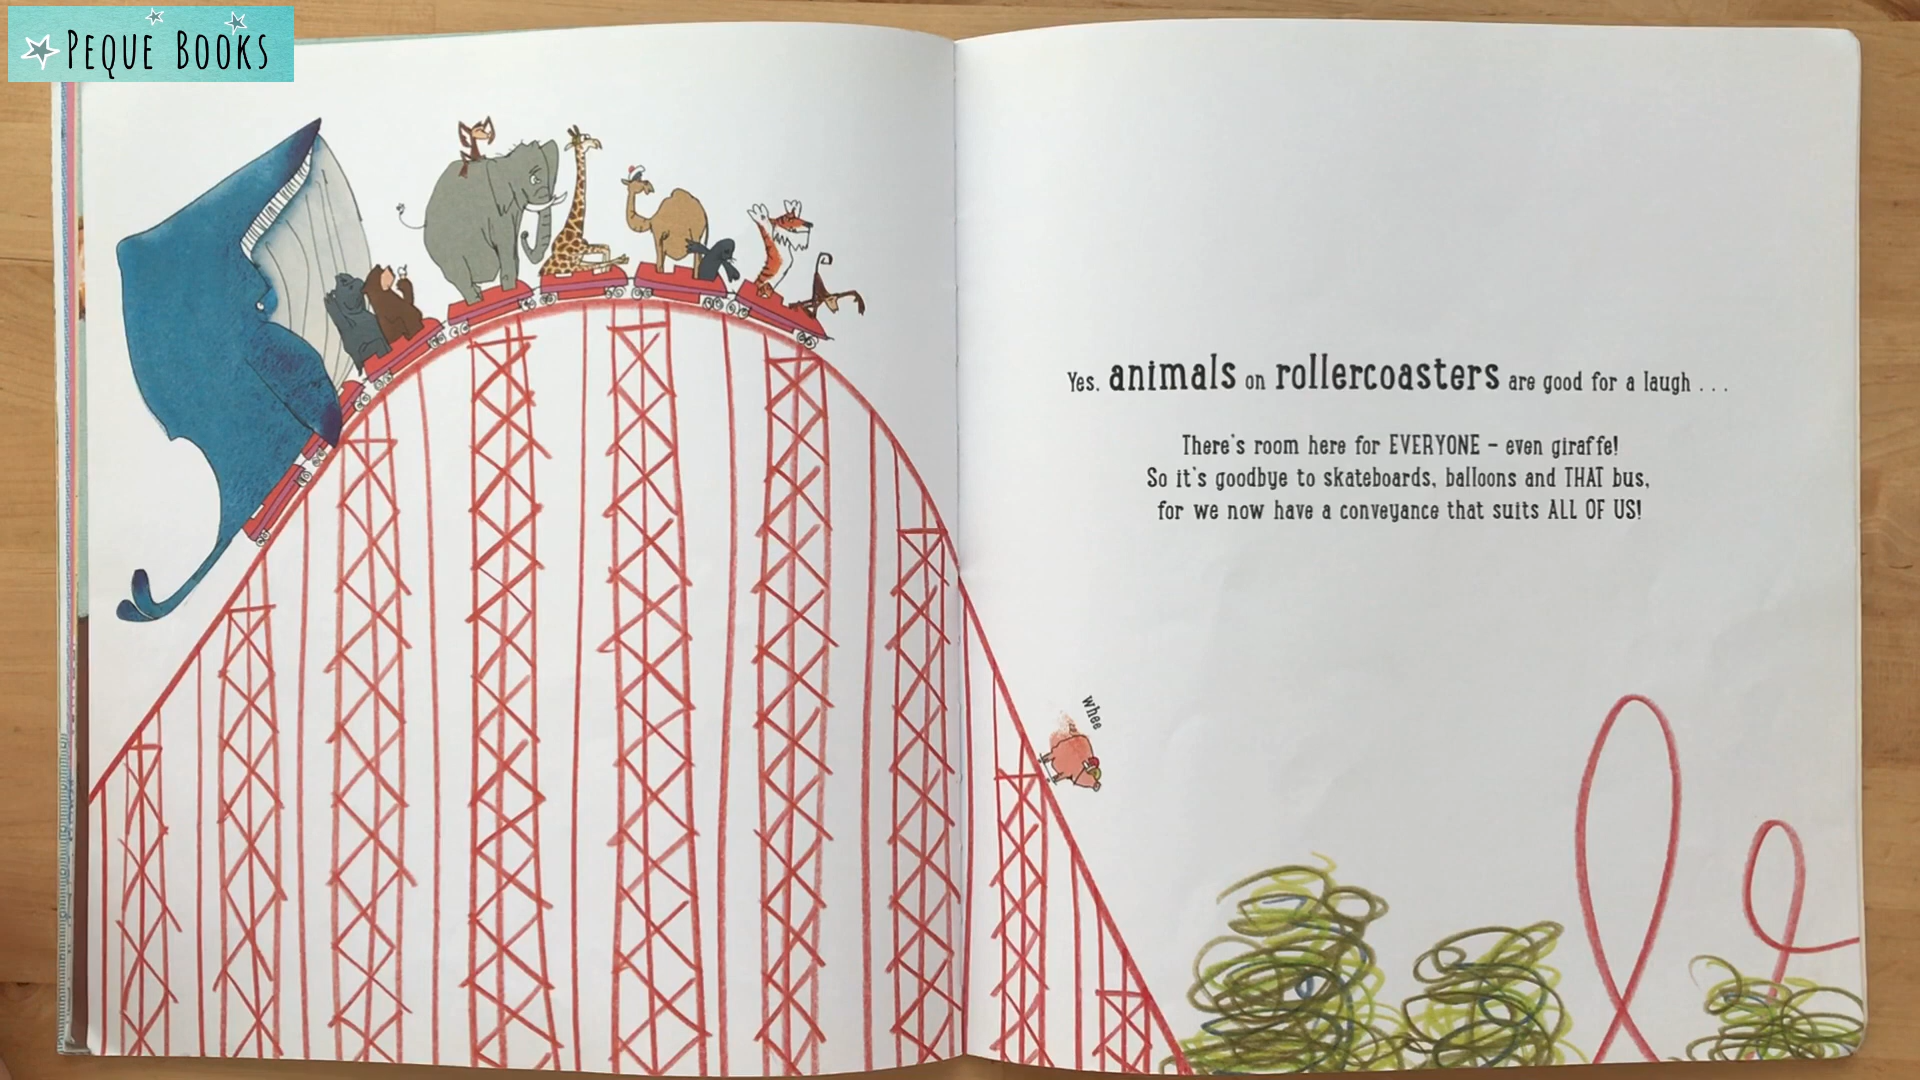 Peque Books
Yes, animals on rollercoasters are good for a laugh . . .
There's room here for EVERYONE – even giraffe!
So it's goodbye to skateboards, balloons and THAT bus,
for we now have a conveyance that suits ALL OF US!
whee